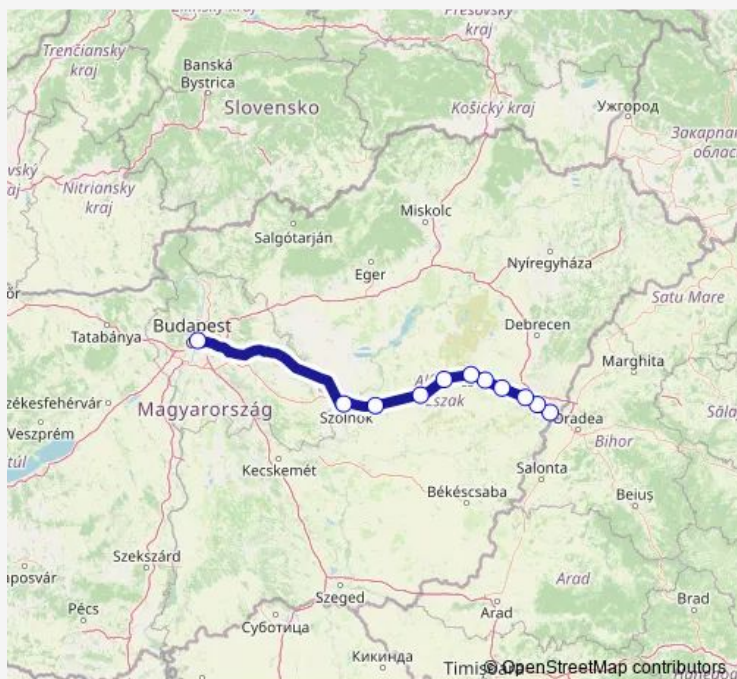 Trenčiansky
kraj
Banská
Bystrica
Slovensko
Prešovský
kraj
Košický kraj
Ужгород
Nitriansky
kraj
Miskolc
Salgótarján
Eger
Nyíregyháza
Satu Mare
Budapest
Tatabánya
Debrecen
Marghita
Magyarország
Szolnok
Észak
Oradea
Bihor
Veszprém
Kecskemét
Salonta
Békéscsaba
Beiuș
Szekszárd
Szeged
Arad
Arad
Brad
Pécs
Суботица
Кикинда
© OpenStreetMap contributors